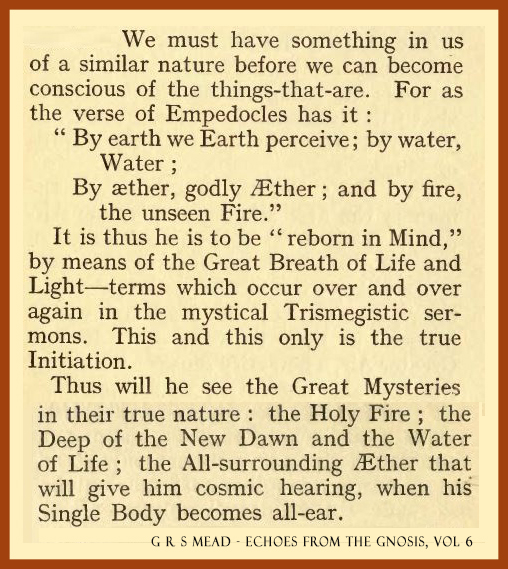 We must have something in us
of a similar nature before we can become
conscious of the things-that-are. For as
the verse of Empedocles has it :
“ By earth we Earth perceive; by water,
Water ;
By æther, godly Æther ; and by fire,
the unseen Fire.”
It is thus he is to be “ reborn in Mind,”
by means of the Great Breath of Life and
Light—terms which occur over and over
again in the mystical Trismegistic ser-
mons. This and this only is the true
Initiation.
Thus will he see the Great Mysteries
in their true nature : the Holy Fire ; the
Deep of the New Dawn and the Water
of Life ; the All-surrounding Æther that
will give him cosmic hearing, when his
Single Body becomes all-ear.
G R S MEAD - ECHOES FROM THE GNOSIS, VOL 6